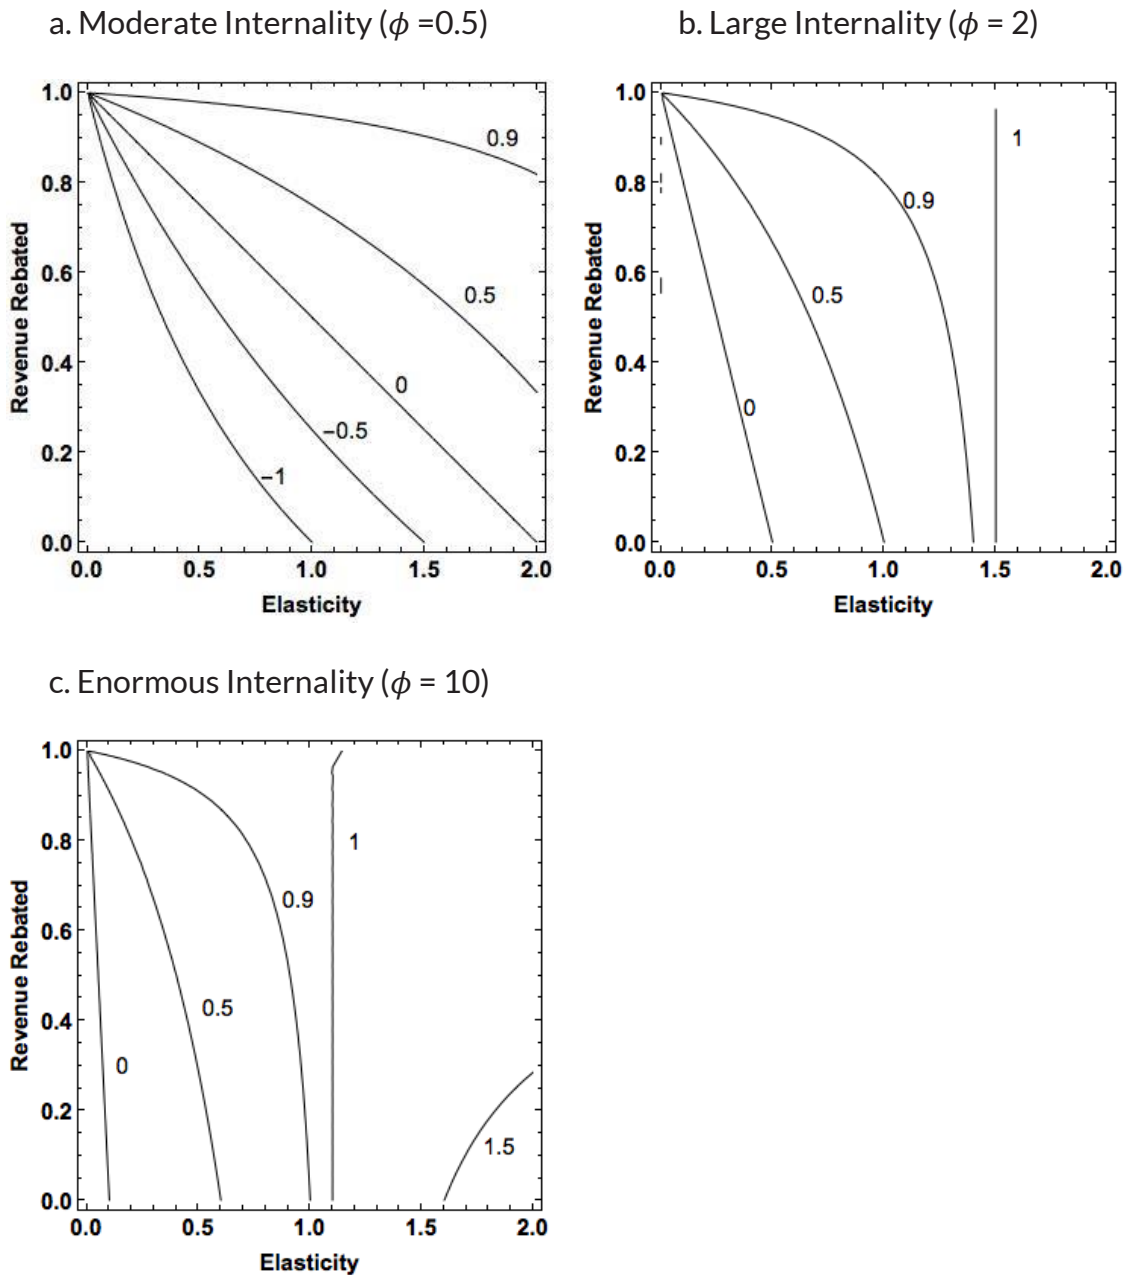 a. Moderate Internality (ϕ =0.5)
1.0
0.8
0.6
0.4
0.2
0.0
Revenue Rebated
0.9
0.5
0
−0.5
−1
0.0 0.5 1.0 1.5 2.0
Elasticity
b. Large Internality (ϕ = 2)
1.0
0.8
0.6
0.4
0.2
0.0
Revenue Rebated
1
0.9
0.5
0
0.0 0.5 1.0 1.5 2.0
Elasticity
c. Enormous Internality (ϕ = 10)
1.0
0.8
0.6
0.4
0.2
0.0
Revenue Rebated
1
0.9
0.5
0
1.5
0.0 0.5 1.0 1.5 2.0
Elasticity